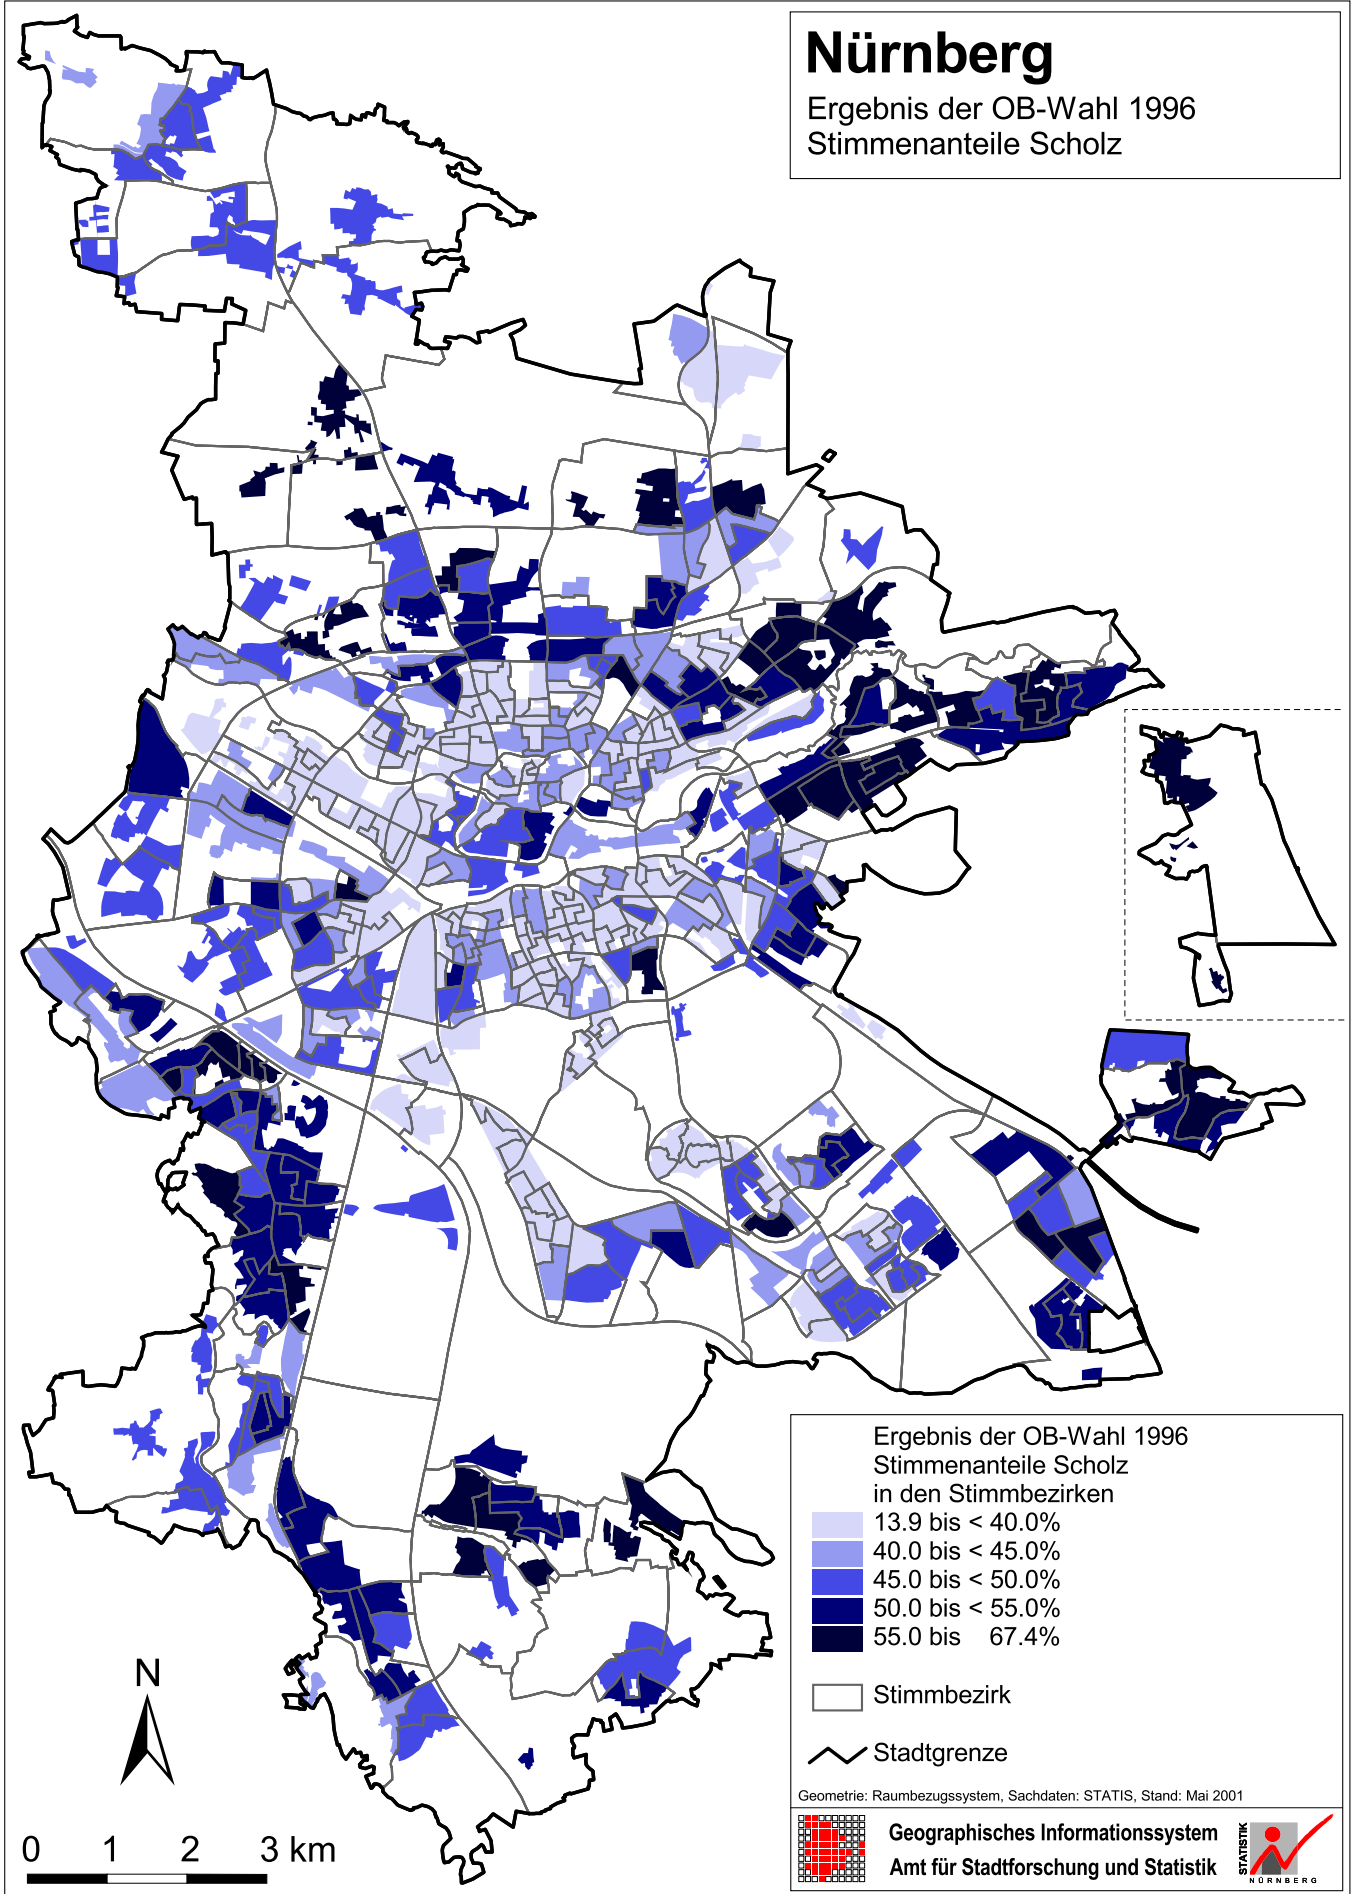 Nürnberg
Ergebnis der OB-Wahl 1996
Stimmenanteile Scholz
Ergebnis der OB-Wahl 1996
Stimmenanteile Scholz
in den Stimmbezirken
13.9 bis < 40.0%
40.0 bis < 45.0%
45.0 bis < 50.0%
50.0 bis < 55.0%
55.0 bis 67.4%
Stimmbezirk
Stadtgrenze
Geometrie: Raumbezugssystem, Sachdaten: STATIS, Stand: Mai 2001
Geographisches Informationssystem
Amt für Stadtforschung und Statistik
STATISTIK
NÜRNBERG
N
0 1 2 3 km